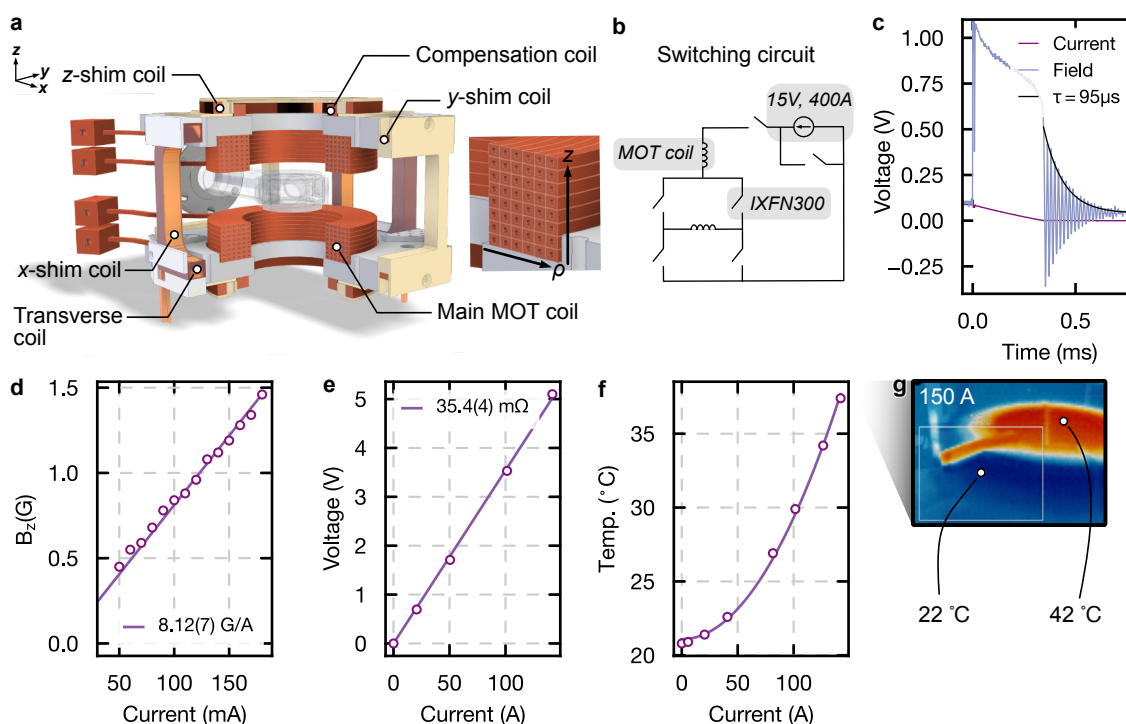 a
z
y
x
z-shim coil
Compensation coil
y-shim coil
x-shim coil
Transverse
coil
Main MOT coil
z
ρ
b
Switching circuit
15V, 400A
MOT coil
IXFN300
c
Current
Field
τ = 95μs
1.00
0.75
0.50
0.25
0.00
−0.25
Voltage (V)
0.0
0.5
Time (ms)
d
1.5
1.0
0.5
0.0
Bz(G)
8.12(7) G/A
50
100
150
Current (mA)
e
5
4
3
2
1
0
Voltage (V)
35.4(4) mΩ
0
50
100
Current (A)
f
35
30
25
20
Temp. (°C)
0
50
100
Current (A)
g
150 A
22 °C
42 °C